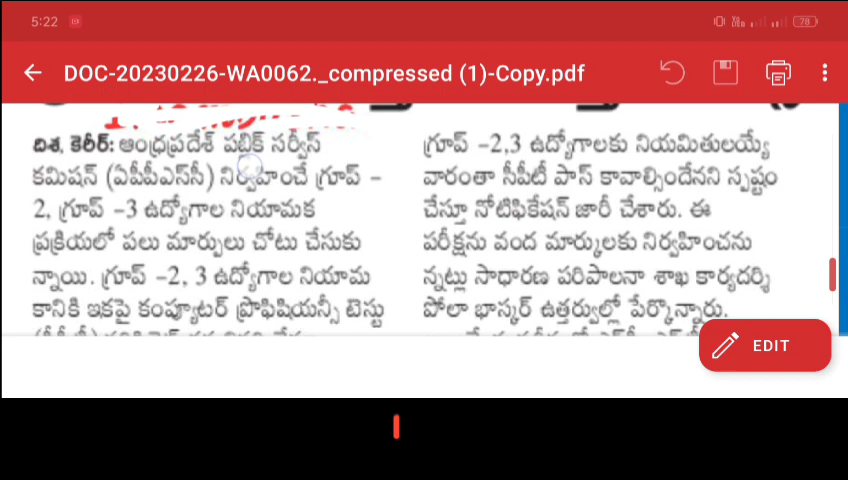 5:22
78
DOC-20230226-WA0062._compressed (1)-Copy.pdf
దిశ, కెరీర్: ఆంధ్రప్రదేశ్ పబ్లిక్ సర్వీస్
కమిషన్ (ఏపీపీఎస్‌సీ) నిర్వహించే గ్రూప్ -
2, గ్రూప్ -3 ఉద్యోగాల నియామక
ప్రక్రియలో పలు మార్పులు చోటు చేసుకు
న్నాయి. గ్రూప్ -2, 3 ఉద్యోగాల నియామ
కానికి ఇకపై కంప్యూటర్ ప్రొఫిషియన్సీ టెస్టు
గ్రూప్ -2,3 ఉద్యోగాలకు నియమితులయ్యే
వారంతా సీపీటీ పాస్ కావాల్సిందేనని స్పష్టం
చేస్తూ నోటిఫికేషన్ జారీ చేశారు. ఈ
పరీక్షను వంద మార్కులకు నిర్వహించను
న్నట్లు సాధారణ పరిపాలనా శాఖ కార్యదర్శి
పోలా భాస్కర్ ఉత్తర్వుల్లో పేర్కొన్నారు.
EDIT